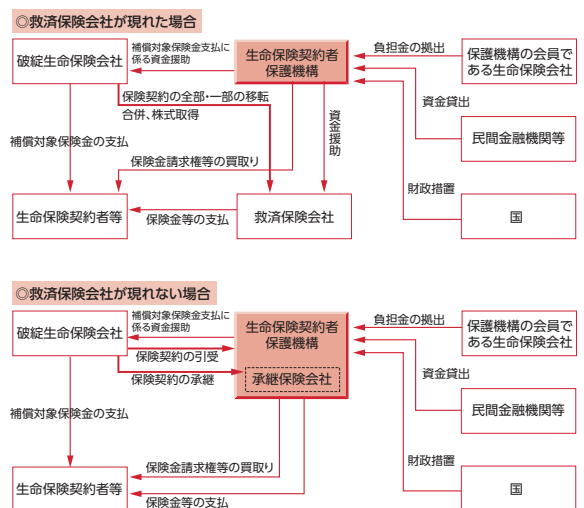 ◎救済保険会社が現れた場合
破綻生命保険会社
補償対象保険金支払に
係る資金援助
生命保険契約者
保護機構
負担金の拠出
保護機構の会員で
ある生命保険会社
保険契約の全部・一部の移転
合併、株式取得
資金貸出
資金援助
民間金融機関等
補償対象保険金の支払
保険金請求権等の買取り
財政措置
生命保険契約者等
保険金等の支払
救済保険会社
国
◎救済保険会社が現れない場合
破綻生命保険会社
補償対象保険金支払に
係る資金援助
生命保険契約者
保護機構
負担金の拠出
保護機構の会員で
ある生命保険会社
保険契約の引受
保険契約の承継
承継保険会社
資金貸出
民間金融機関等
補償対象保険金の支払
保険金請求権等の買取り
財政措置
生命保険契約者等
保険金等の支払
国